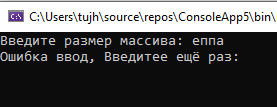 C:\Users\tujh\source\repos\ConsoleApp5\bin\
Введите размер массива: еппа
Ошибка ввод, Введитее ещё раз: